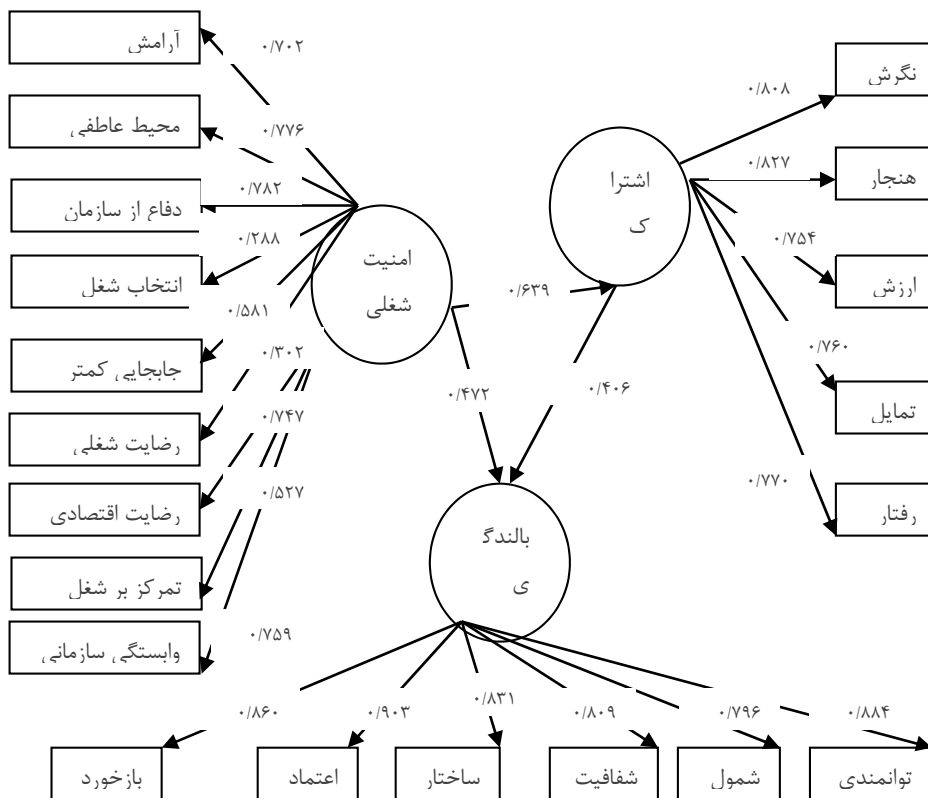 آرامش
۰/۷۰۲
نگرش
۰/۸۰۸
محیط عاطفی
۰/۷۷۶
هنجار
۰/۸۲۷
اشترا
ک
دفاع از سازمان
۰/۷۸۲
۰/۷۵۴
انتخاب شغل
۰/۲۸۸
امنیت
شغلی
۰/۶۳۹
ارزش
۰/۵۸۱
جابجایی کمتر
۰/۳۰۲
۰/۷۶۰
۰/۴۷۲
۰/۴۰۶
تمایل
رضایت شغلی
۰/۷۴۷
رضایت اقتصادی
۰/۵۲۷
۰/۷۷۰
رفتار
بالندگ
ی
تمرکز بر شغل
وابستگی سازمانی
۰/۷۵۹
۰/۸۶۰
۰/۹۰۳
۰/۸۳۱
۰/۸۰۹
۰/۷۹۶
۰/۸۸۴
بازخورد
اعتماد
ساختار
شفافیت
شمول
توانمندی